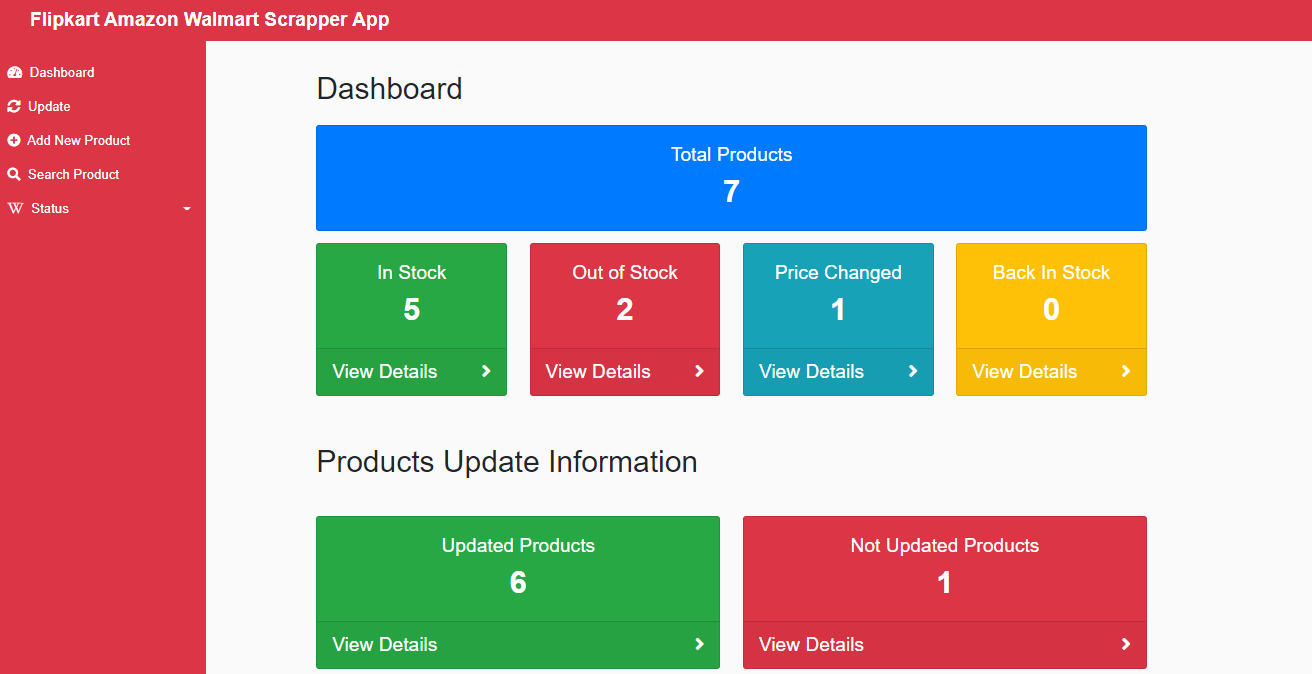 Flipkart Amazon Walmart Scrapper App
Dashboard
Update
Add New Product
Search Product
Status
Dashboard
Total Products
7
In Stock
5
View Details
Out of Stock
2
View Details
Price Changed
1
View Details
Back In Stock
0
View Details
Products Update Information
Updated Products
6
View Details
Not Updated Products
1
View Details